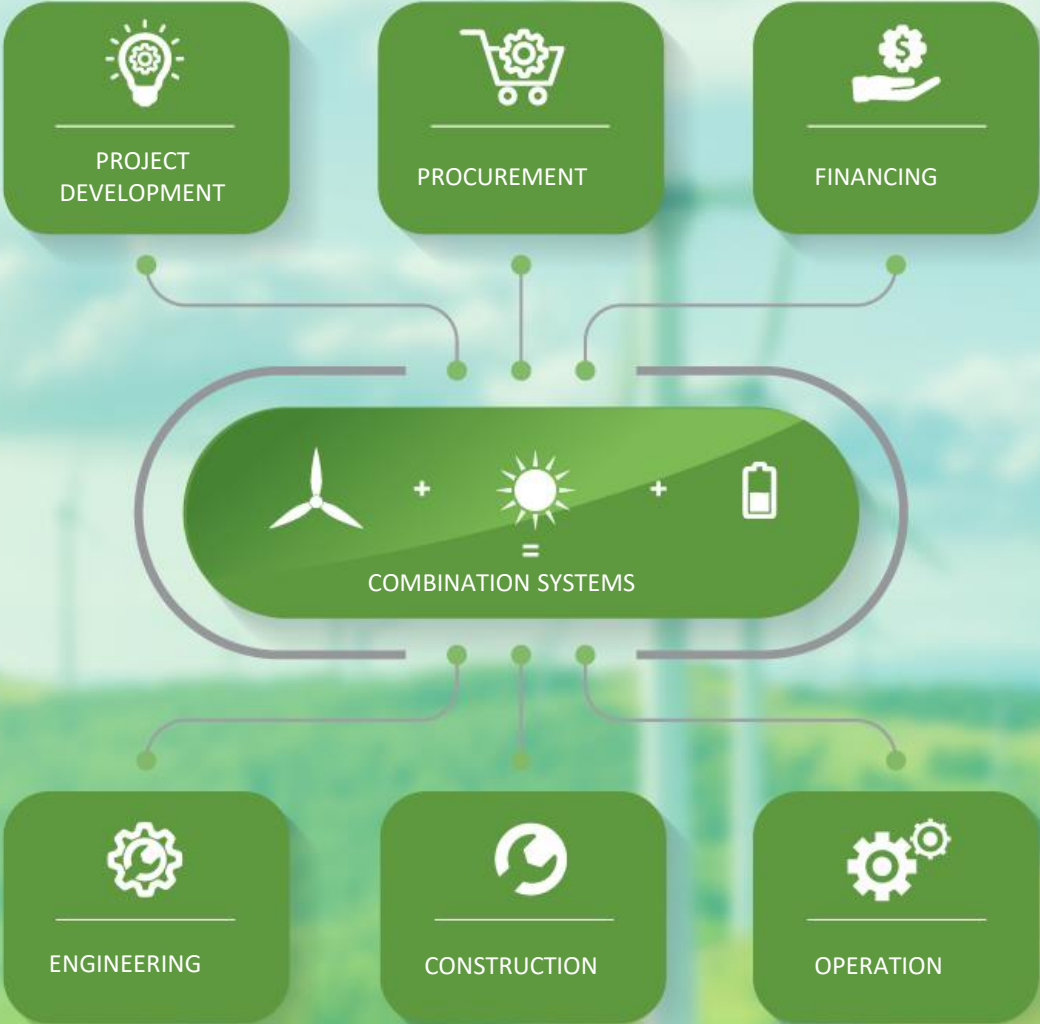 PROJECT
DEVELOPMENT
PROCUREMENT
FINANCING
+
+
=
COMBINATION SYSTEMS
ENGINEERING
CONSTRUCTION
OPERATION